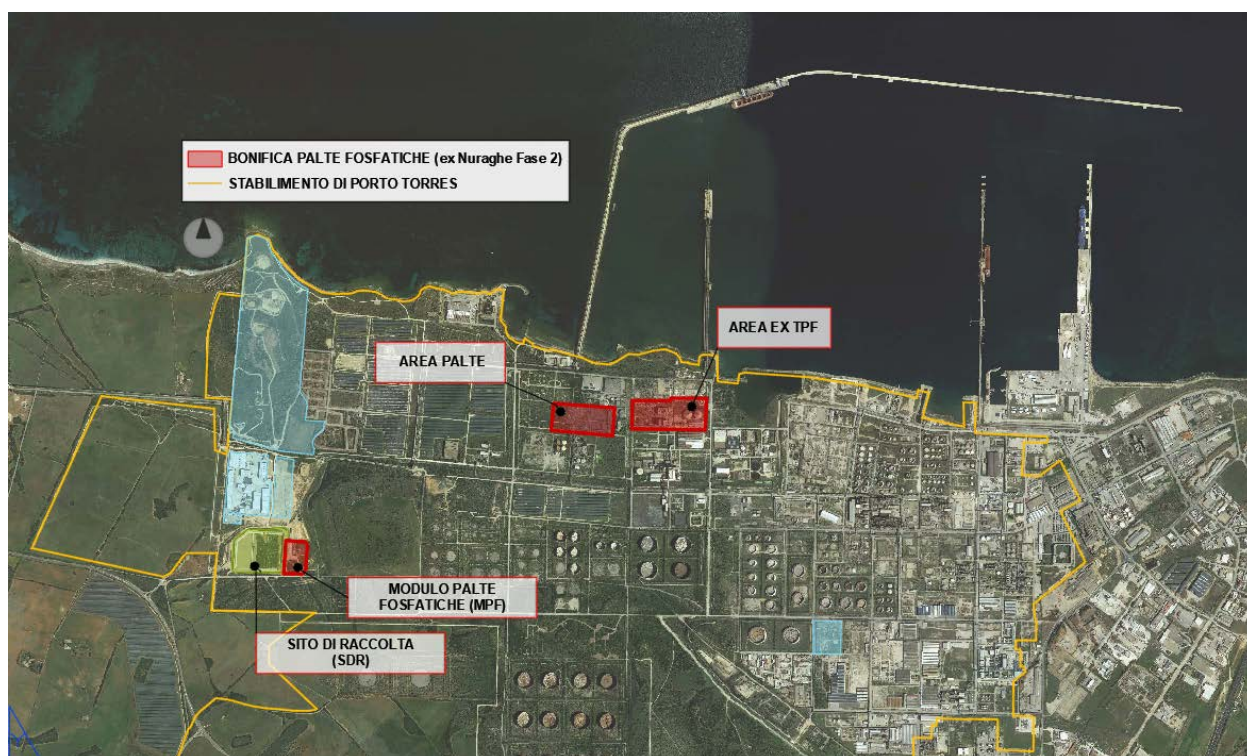 BONIFICA PALTE FOSFATICHE (ex Nuraghe Fase 2)
STABILIMENTO DI PORTO TORRES
AREA EX TPF
AREA PALTE
MODULO PALTE
FOSFATICHE (MPF)
SITO DI RACCOLTA
(SDR)